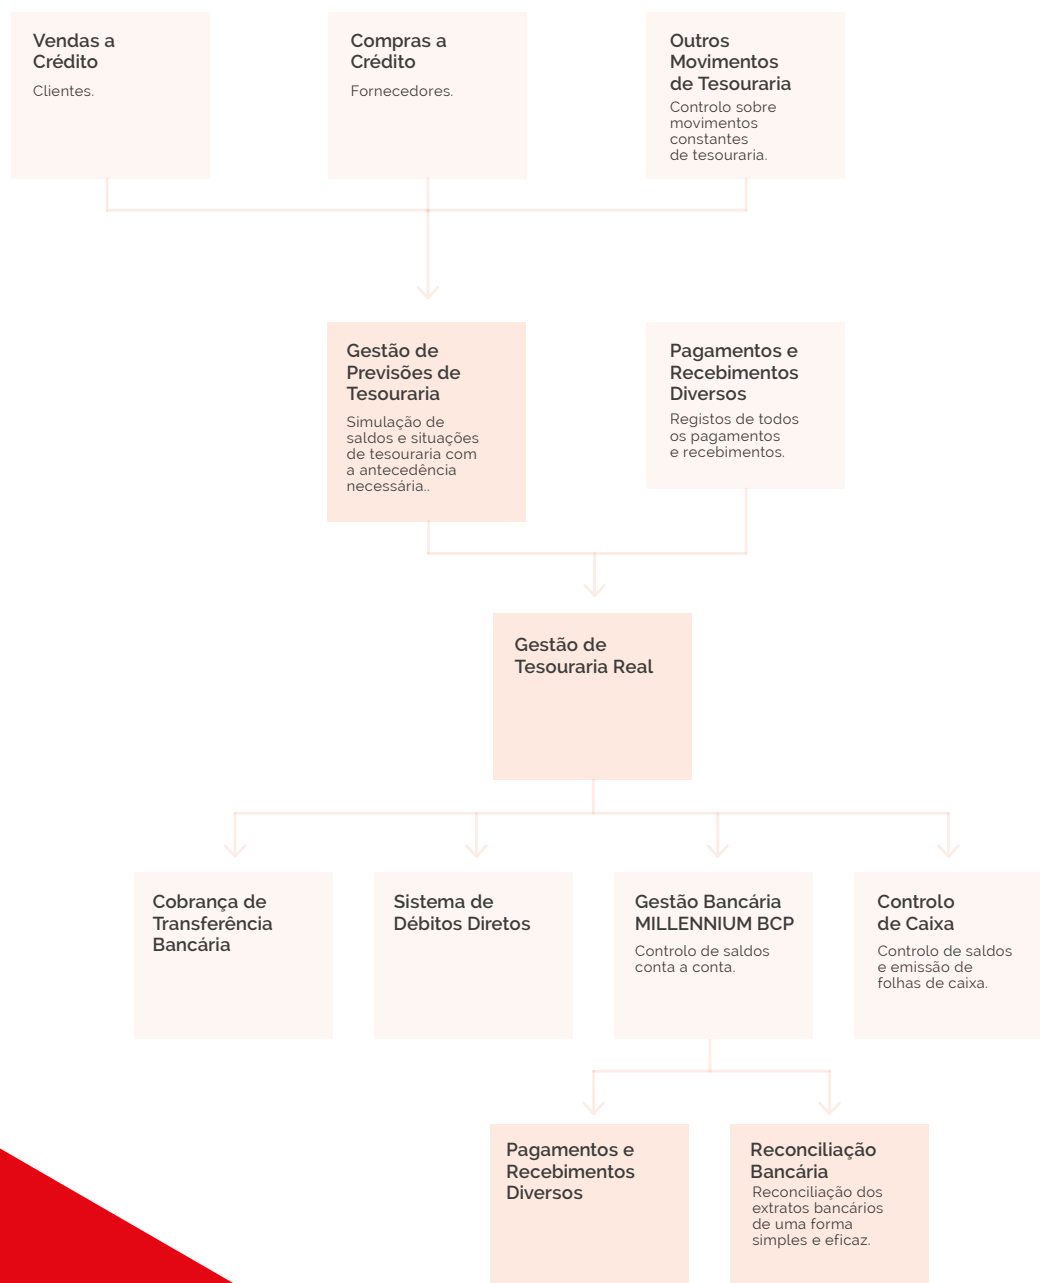 Vendas a
Crédito
Clientes.
Compras a
Crédito
Fornecedores.
Outros
Movimentos
de Tesouraria
Controlo sobre
movimentos
constantes
de tesouraria.
Gestão de
Previsões de
Tesouraria
Simulação de
saldos e situações
de tesouraria com
a antecedência
necessária..
Pagamentos e
Recebimentos
Diversos
Registos de todos
os pagamentos
e recebimentos.
Gestão de
Tesouraria Real
Cobrança de
Transferência
Bancária
Sistema de
Débitos Diretos
Gestão Bancária
MILLENNIUM BCP
Controlo de saldos
conta a conta.
Controlo
de Caixa
Controlo de saldos
e emissão de
folhas de caixa.
Pagamentos e
Recebimentos
Diversos
Reconciliação
Bancária
Reconciliação dos
extratos bancários
de uma forma
simples e eficaz.